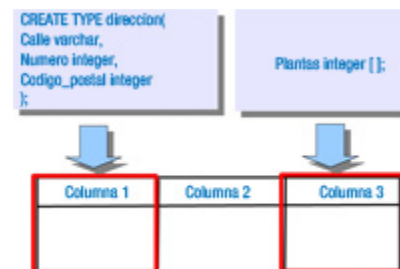 CREATE TYPE direccion(
Calle varchar,
Numero integer,
Codigo_postal integer
);
Plantas integer [ ];
Columna 1
Columna 2
Columna 3